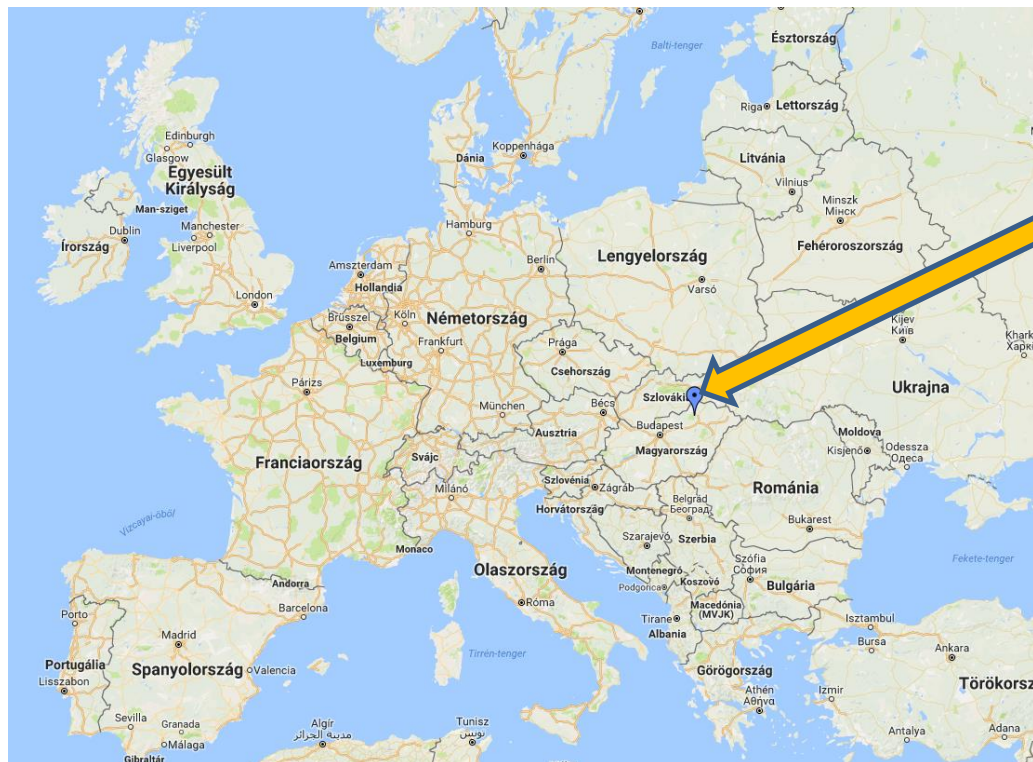 Észtország
Balti-tenger
Riga
Lettország
Edinburgh
Glasgow
Koppenhága
Dánia
Litvánia
Vilnius
Egyesült
Királyság
Man-sziget
Minszk
Мінск
Dublin
Manchester
Írország
Liverpool
Hamburg
Fehéroroszország
Berlin
Lengyelország
Amszterdam
Hollandia
Varsó
London
Brüsszel
Köln
Németország
Belgium
Kijev
Київ
Frankfurt
Prága
Luxemburg
Csehország
Párizs
Ukrajna
München
Bécs
Budapest
Moldova
Ausztria
Kisjenő
Odessza
Одеса
Magyarország
Franciaország
Svájc
Szlovénia
Zágráb
Románia
Milánó
Belgrád
Београд
Horvátország
Vizcayai-öböl
Bukarest
Szarajevó
Szerbia
Monaco
Szófia
София
Fekete-tenger
Olaszország
Montenegró
Koszovó
Andorra
Podgorica
Bulgária
Porto
Barcelona
Róma
Macedónia
(MVJK)
Tirane
Isztambul
Albania
Madrid
Bursa
Ankara
Tirrén-tenger
Portugália
Spanyolország
Valencia
Görögország
Lisszabon
Athén
Αθήνα
Izmir
Sevilla
Granada
Algír
مدينة الجزائر
Tunisz
تونس
Málaga
Antalya
Adana
Gibraltár